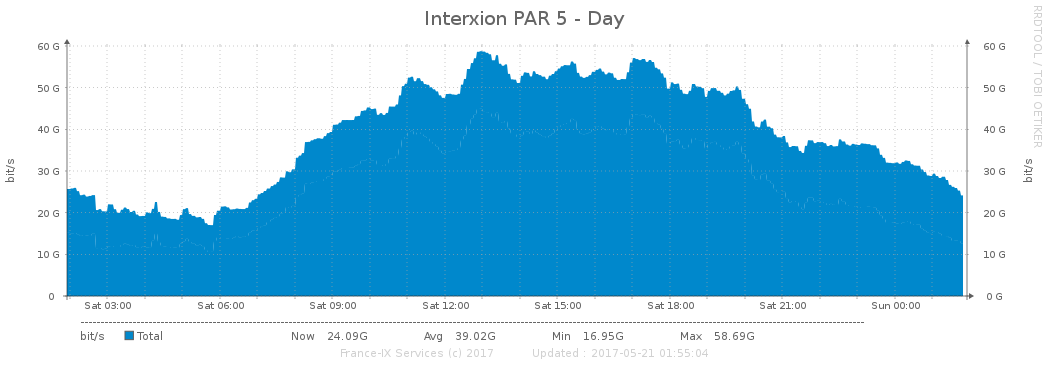 Interxion PAR 5 - Day
RRDTOOL / TOBI OETIKER
60 G 60 G
50 G 50 G
40 G 40 G
30 G 30 G
20 G 20 G
10 G 10 G
0 0 G
bit/s bit/s
Sat 03:00 Sat 06:00 Sat 09:00 Sat 12:00 Sat 15:00 Sat 18:00 Sat 21:00 Sun 00:00
bit/s Total Now 24.09G Avg 39.02G Min 16.95G Max 58.69G
France-IX Services (c) 2017 Updated : 2017-05-21 01:55:04